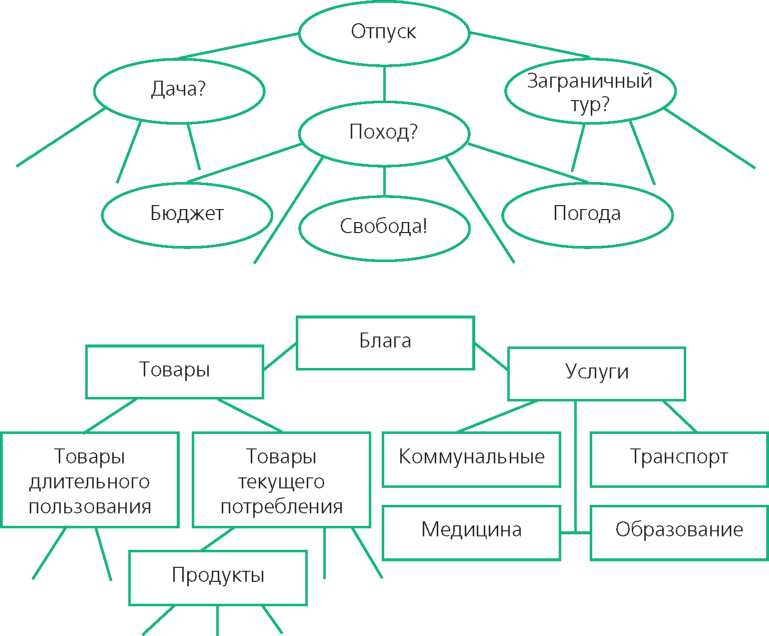 Отпуск
Дача?
Заграничный
тур?
Поход?
Бюджет
Свобода!
Погода
Блага
Товары
Услуги
Товары
длительного
пользования
Товары
текущего
потребления
Коммунальные
Транспорт
Медицина
Образование
Продукты